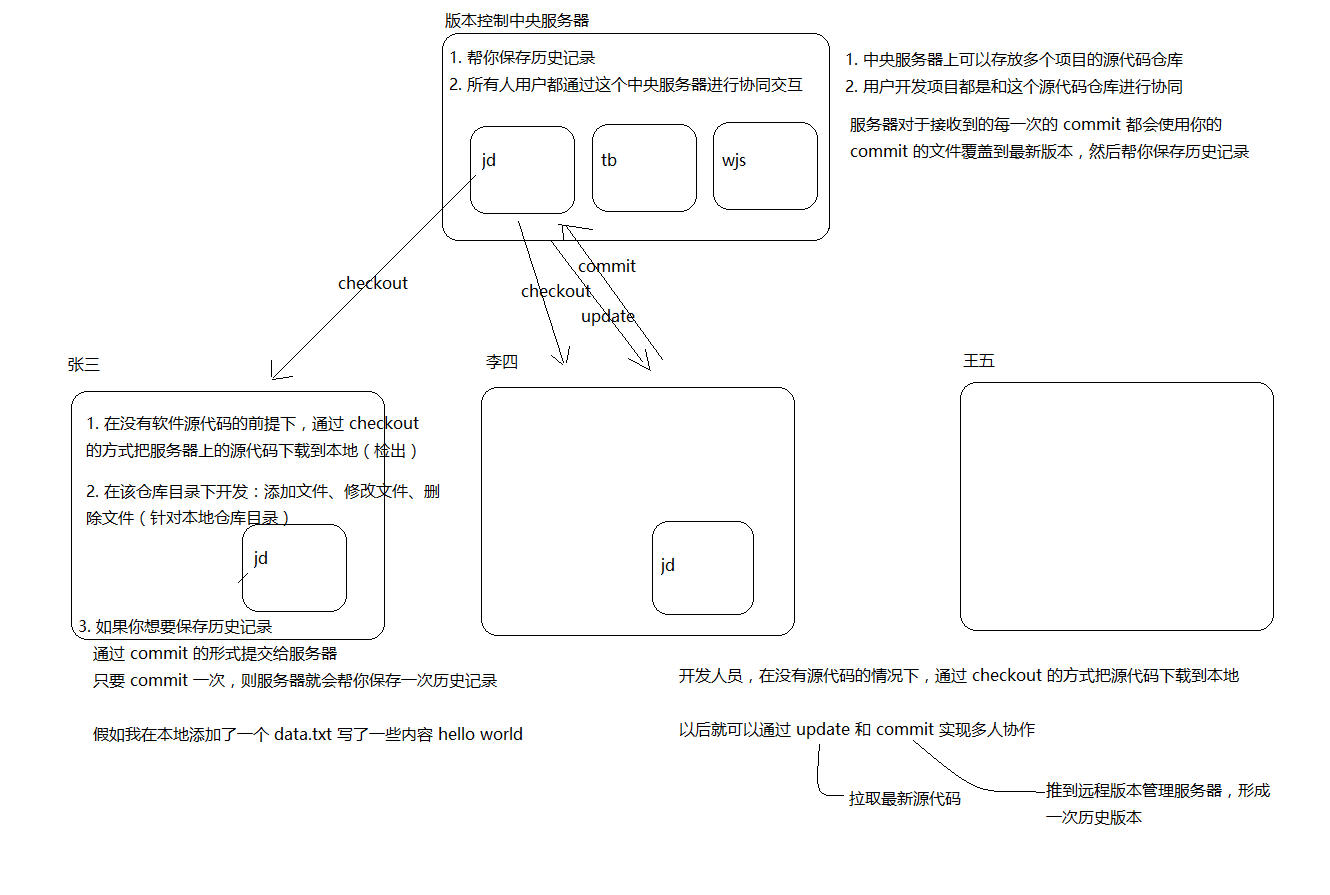 版本控制中央服务器
1. 帮你保存历史记录
2. 所有人用户都通过这个中央服务器进行协同交互
jd
tb
wjs
1. 中央服务器上可以存放多个项目的源代码仓库
2. 用户开发项目都是和这个源代码仓库进行协同
服务器对于接收到的每一次的 commit 都会使用你的
commit 的文件覆盖到最新版本，然后帮你保存历史记录
checkout
commit
checkout
update
张三
李四
王五
1. 在没有软件源代码的前提下，通过 checkout
的方式把服务器上的源代码下载到本地（检出）
2. 在该仓库目录下开发：添加文件、修改文件、删
除文件（针对本地仓库目录）
jd
jd
3. 如果你想要保存历史记录
通过 commit 的形式提交给服务器
只要 commit 一次，则服务器就会帮你保存一次历史记录
假如我在本地添加了一个 data.txt 写了一些内容 hello world
开发人员，在没有源代码的情况下，通过 checkout 的方式把源代码下载到本地
以后就可以通过 update 和 commit 实现多人协作
拉取最新源代码
推到远程版本管理服务器，形成
一次历史版本